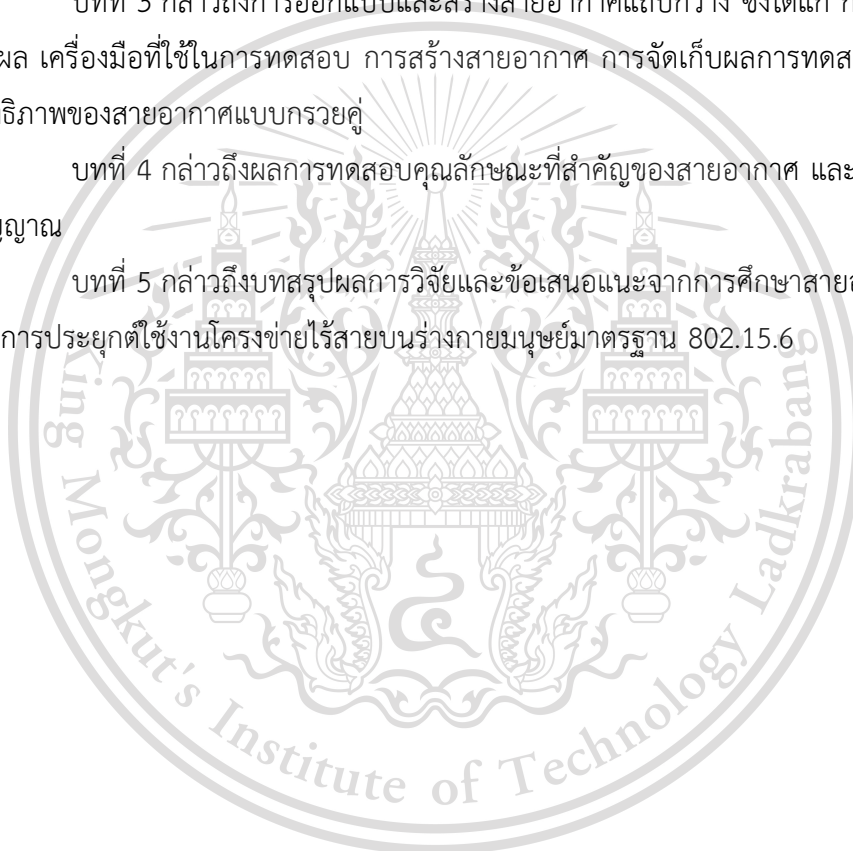 บทที่ 3 กล่าวถึงการออกแบบและสร้างสายอากาศแถบกว้าง ซึ่งได้แก่
ผล เครื่องมือที่ใช้ในการทดสอบ การสร้างสายอากาศ การจัดเก็บผลการทดส
ธิภาพของสายอากาศแบบกรวยคู่
บทที่ 4 กล่าวถึงผลการทดสอบคุณลักษณะที่สำคัญของสายอากาศ และ
ญาณ
บทที่ 5 กล่าวถึงบทสรุปผลการวิจัยและข้อเสนอแนะจากการศึกษาสายอ
การประยุกต์ใช้งานโครงข่ายไร้สายบนร่างกายมนุษย์มาตรฐาน 802.15.6
King Mongkut's Institute of Technology Ladkrabang